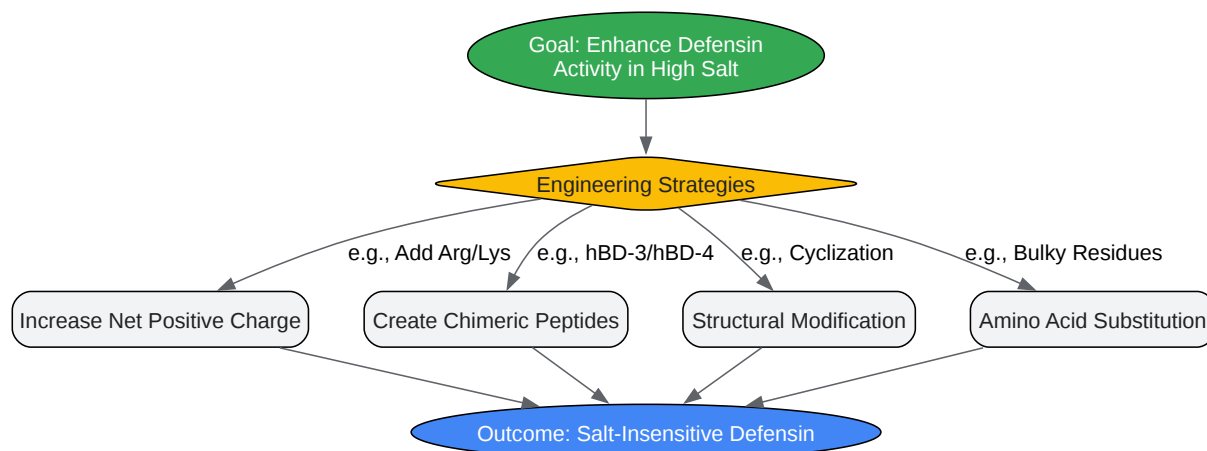 Goal: Enhance Defensin
Activity in High Salt
Engineering Strategies
e.g., Add Arg/Lys
e.g., hBD-3/hBD-4
e.g., Cyclization
e.g., Bulky Residues
Increase Net Positive Charge
Create Chimeric Peptides
Structural Modification
Amino Acid Substitution
Outcome: Salt-Insensitive Defensin